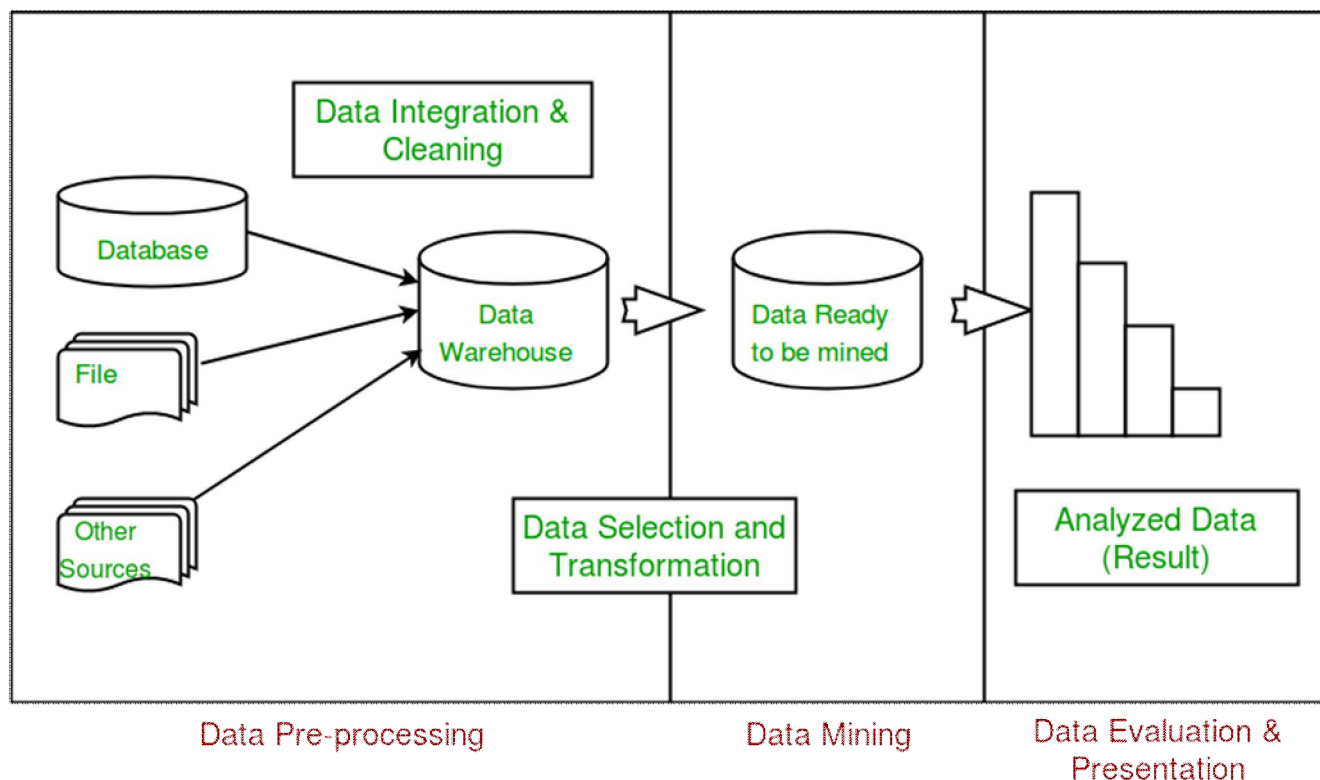 Data Integration &
Cleaning
Database
File
Other
Sources
Data
Warehouse
Data Ready
to be mined
Data Selection and
Transformation
Analyzed Data
(Result)
Data Pre-processing
Data Mining
Data Evaluation &
Presentation